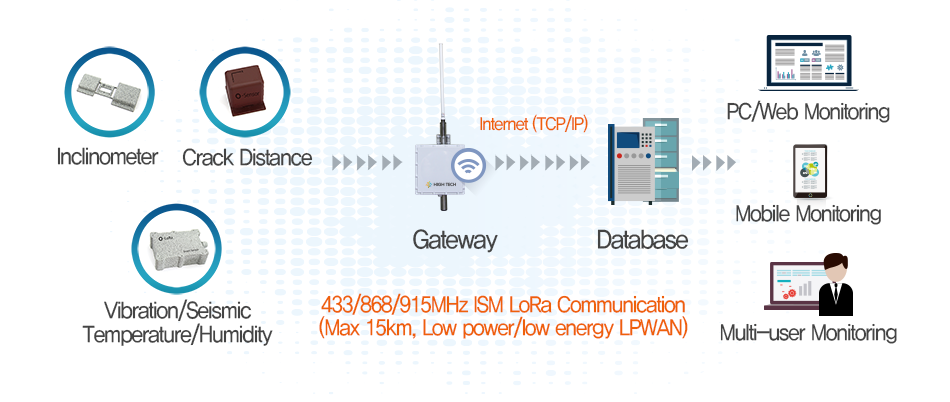 Inclinometer
Crack Distance
LoRa
Vibration/Seismic
Temperature/Humidity
HIGH TECH
Gateway
Internet (TCP/IP)
Database
433/868/915MHz ISM LoRa Communication
(Max 15km, Low power/low energy LPWAN)
PC/Web Monitoring
Mobile Monitoring
Multi-user Monitoring